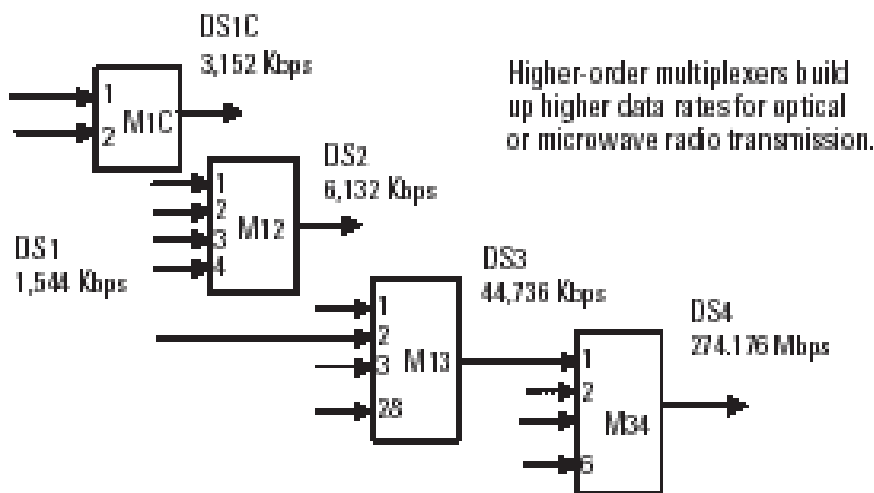 DS1C
3,152 Kbps
Higher-order multiplexers build
up higher data rates for optical
or microwave radio transmission.
1
2
M1C
DS2
6,132 Kbps
1
2
3
4
M12
DS1
1,544 Kbps
DS3
44,736 Kbps
1
2
3
28
M13
DS4
274.176 Mbps
1
2
6
M34